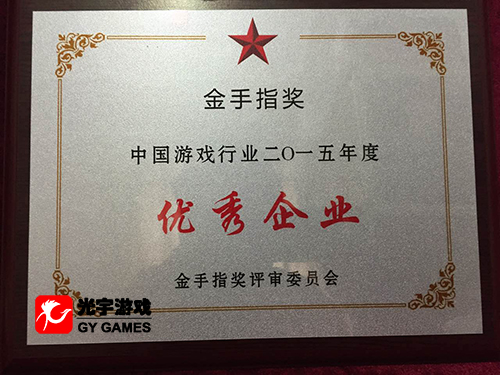 金手指奖
中国游戏行业二O一五年度
优秀企业
金手指奖评审委员会
光宇游戏
GY GAMES